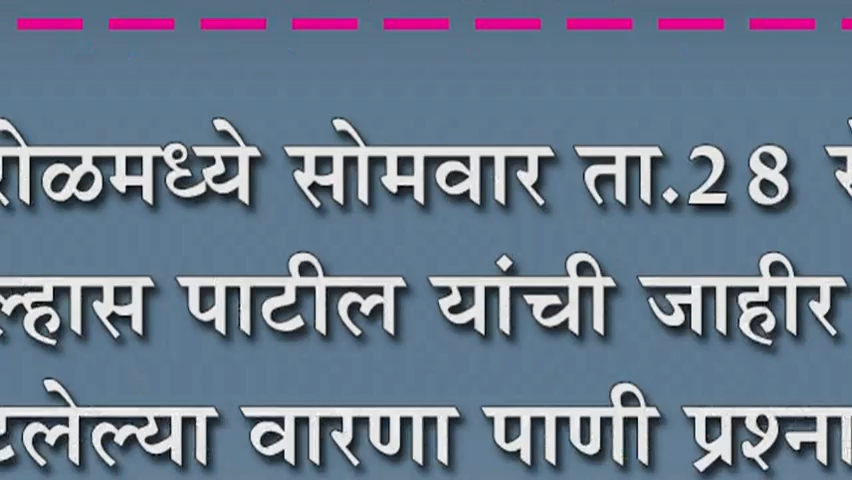 रोळमध्ये सोमवार ता.28
ल्हास पाटील यांची जाहीर
टलेल्या वारणा पाणी प्रश्ना